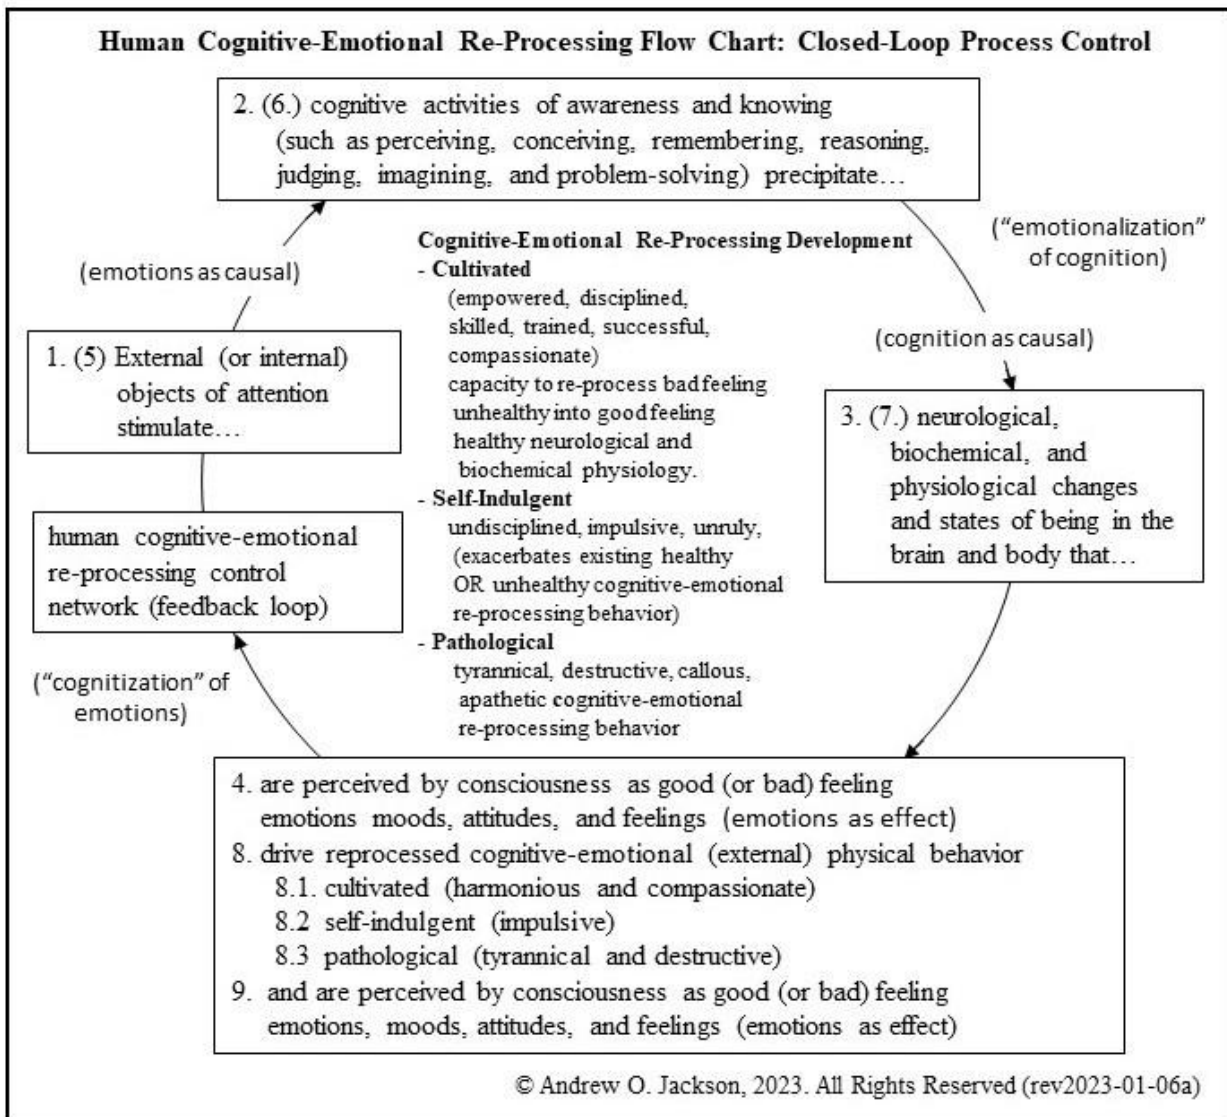 Human Cognitive-Emotional Re-Processing Flow Chart: Closed-Loop Process Control
2. (6.) cognitive activities of awareness and knowing
(such as perceiving, conceiving, remembering, reasoning,
judging, imagining, and problem-solving) precipitate…
(“emotionalization”
of cognition)
(emotions as causal)
(cognition as causal)
1. (5) External (or internal)
objects of attention
stimulate…
Cognitive-Emotional Re-Processing Development
- Cultivated
(empowered, disciplined,
skilled, trained, successful,
compassionate)
capacity to re-process bad feeling
unhealthy into good feeling
healthy neurological and
biochemical physiology.
- Self-Indulgent
undisciplined, impulsive, unruly,
(exacerbates existing healthy
OR unhealthy cognitive-emotional
re-processing behavior)
- Pathological
tyrannical, destructive, callous,
apathetic cognitive-emotional
re-processing behavior
3. (7.) neurological,
biochemical, and
physiological changes
and states of being in the
brain and body that…
human cognitive-emotional
re-processing control
network (feedback loop)
(“cognitization” of
emotions)
4. are perceived by consciousness as good (or bad) feeling
emotions moods, attitudes, and feelings (emotions as effect)
8. drive reprocessed cognitive-emotional (external) physical behavior
8.1. cultivated (harmonious and compassionate)
8.2 self-indulgent (impulsive)
8.3 pathological (tyrannical and destructive)
9. and are perceived by consciousness as good (or bad) feeling
emotions, moods, attitudes, and feelings (emotions as effect)
© Andrew O. Jackson, 2023. All Rights Reserved (rev2023-01-06a)